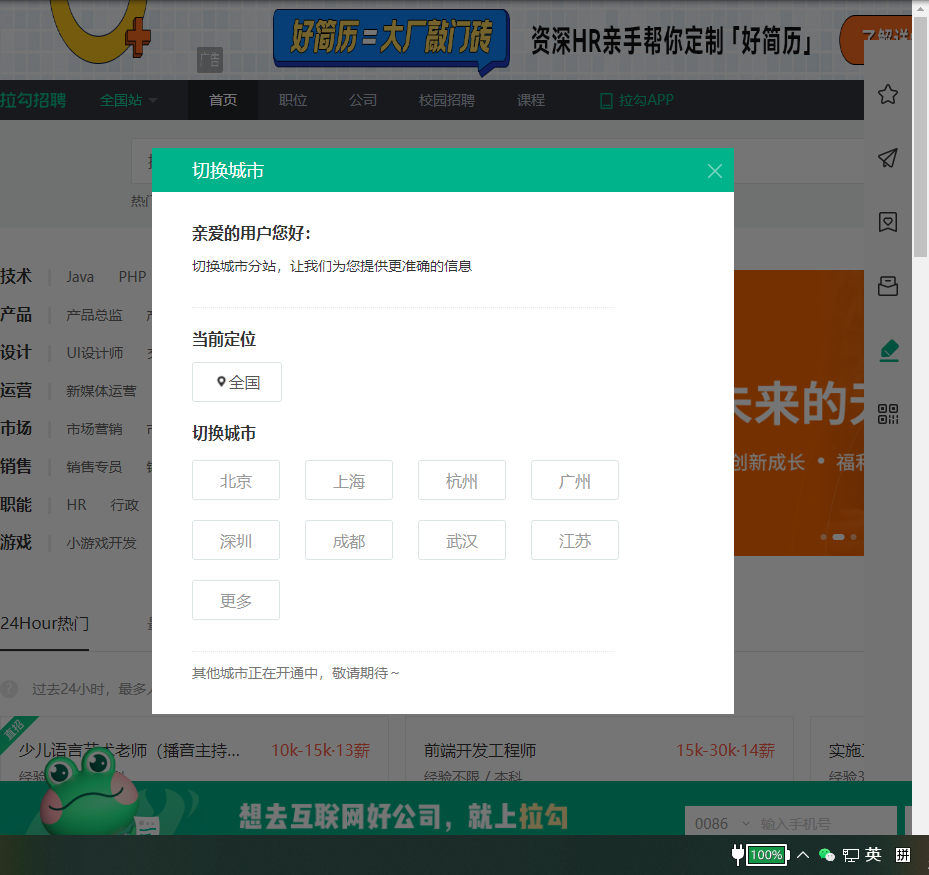 广告
好简历=大厂敲门砖
资深HR亲手帮你定制「好简历」
拉勾招聘 全国站 首页 职位 公司 校园招聘 课程 拉勾APP
切换城市
亲爱的用户您好：
切换城市分站，让我们为您提供更准确的信息
当前定位
全国
切换城市
北京 上海 杭州 广州
深圳 成都 武汉 江苏
更多
其他城市正在开通中，敬请期待~
热门
技术 Java PHP
产品 产品总监
设计 UI设计师
运营 新媒体运营
市场 市场营销
销售 销售专员
职能 HR 行政
游戏 小游戏开发
未来的
创新成长 • 福利
24Hour热门
过去24小时，最多
直招
少儿语言艺术老师（播音主持... 10k-15k·13薪
前端开发工程师 15k-30k·14薪
实施
经验
经验不限 / 本科
经验3
想去互联网好公司，就上拉勾
0086 输入手机号
100% 英 拼